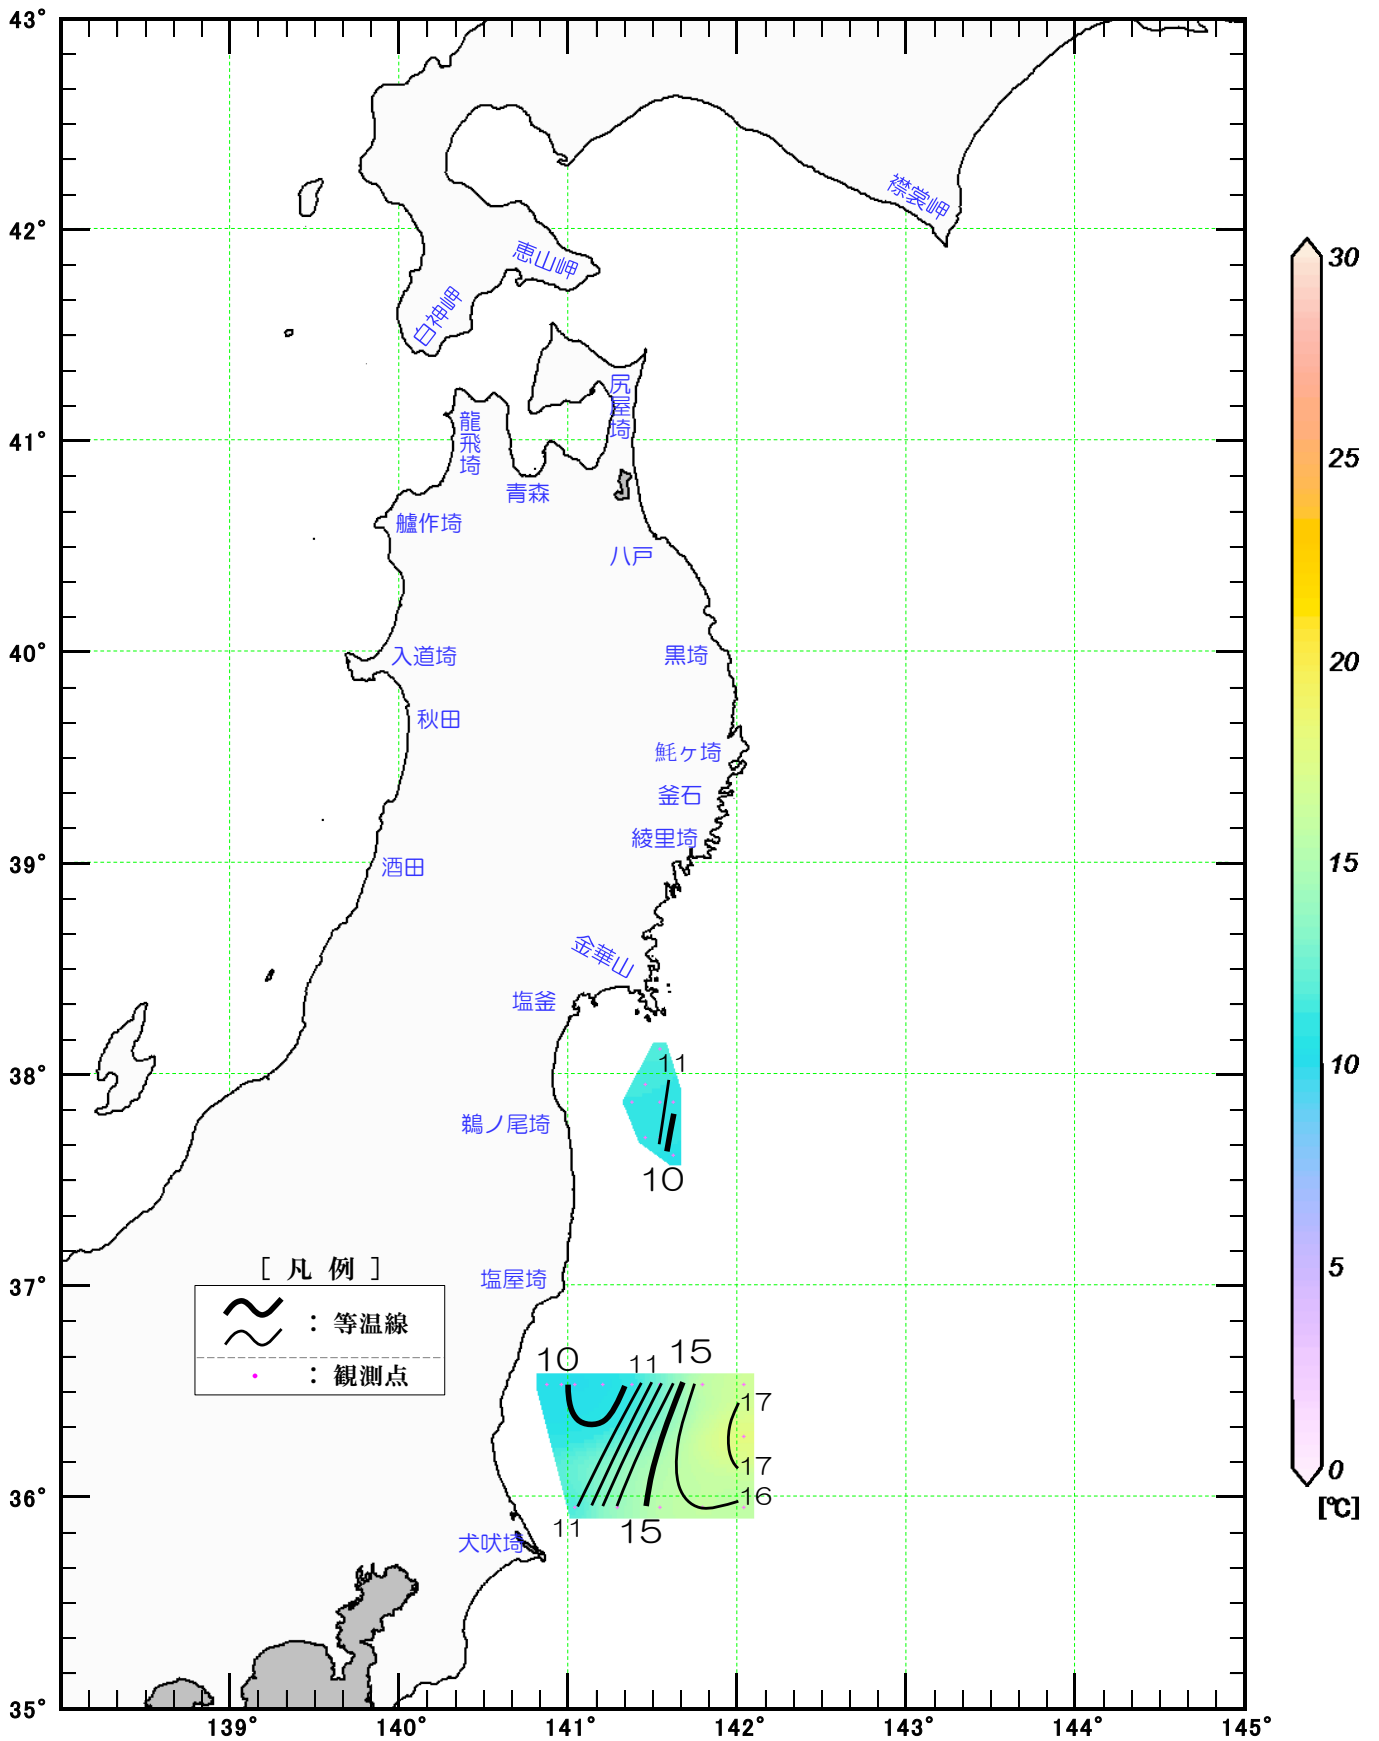 43°
42°
41°
40°
39°
38°
37°
36°
35°
139°
140°
141°
142°
143°
144°
145°
襟裳岬
恵山岬
白神岬
尻屋埼
龍飛埼
青森
艫作埼
八戸
入道埼
黒埼
秋田
魹ヶ埼
釜石
綾里埼
酒田
金華山
塩釜
11
10
鵜ノ尾埼
塩屋埼
[ 凡 例 ]
: 等温線
: 観測点
10
11
15
17
17
16
11
15
犬吠埼
30
25
20
15
10
5
0
[℃]